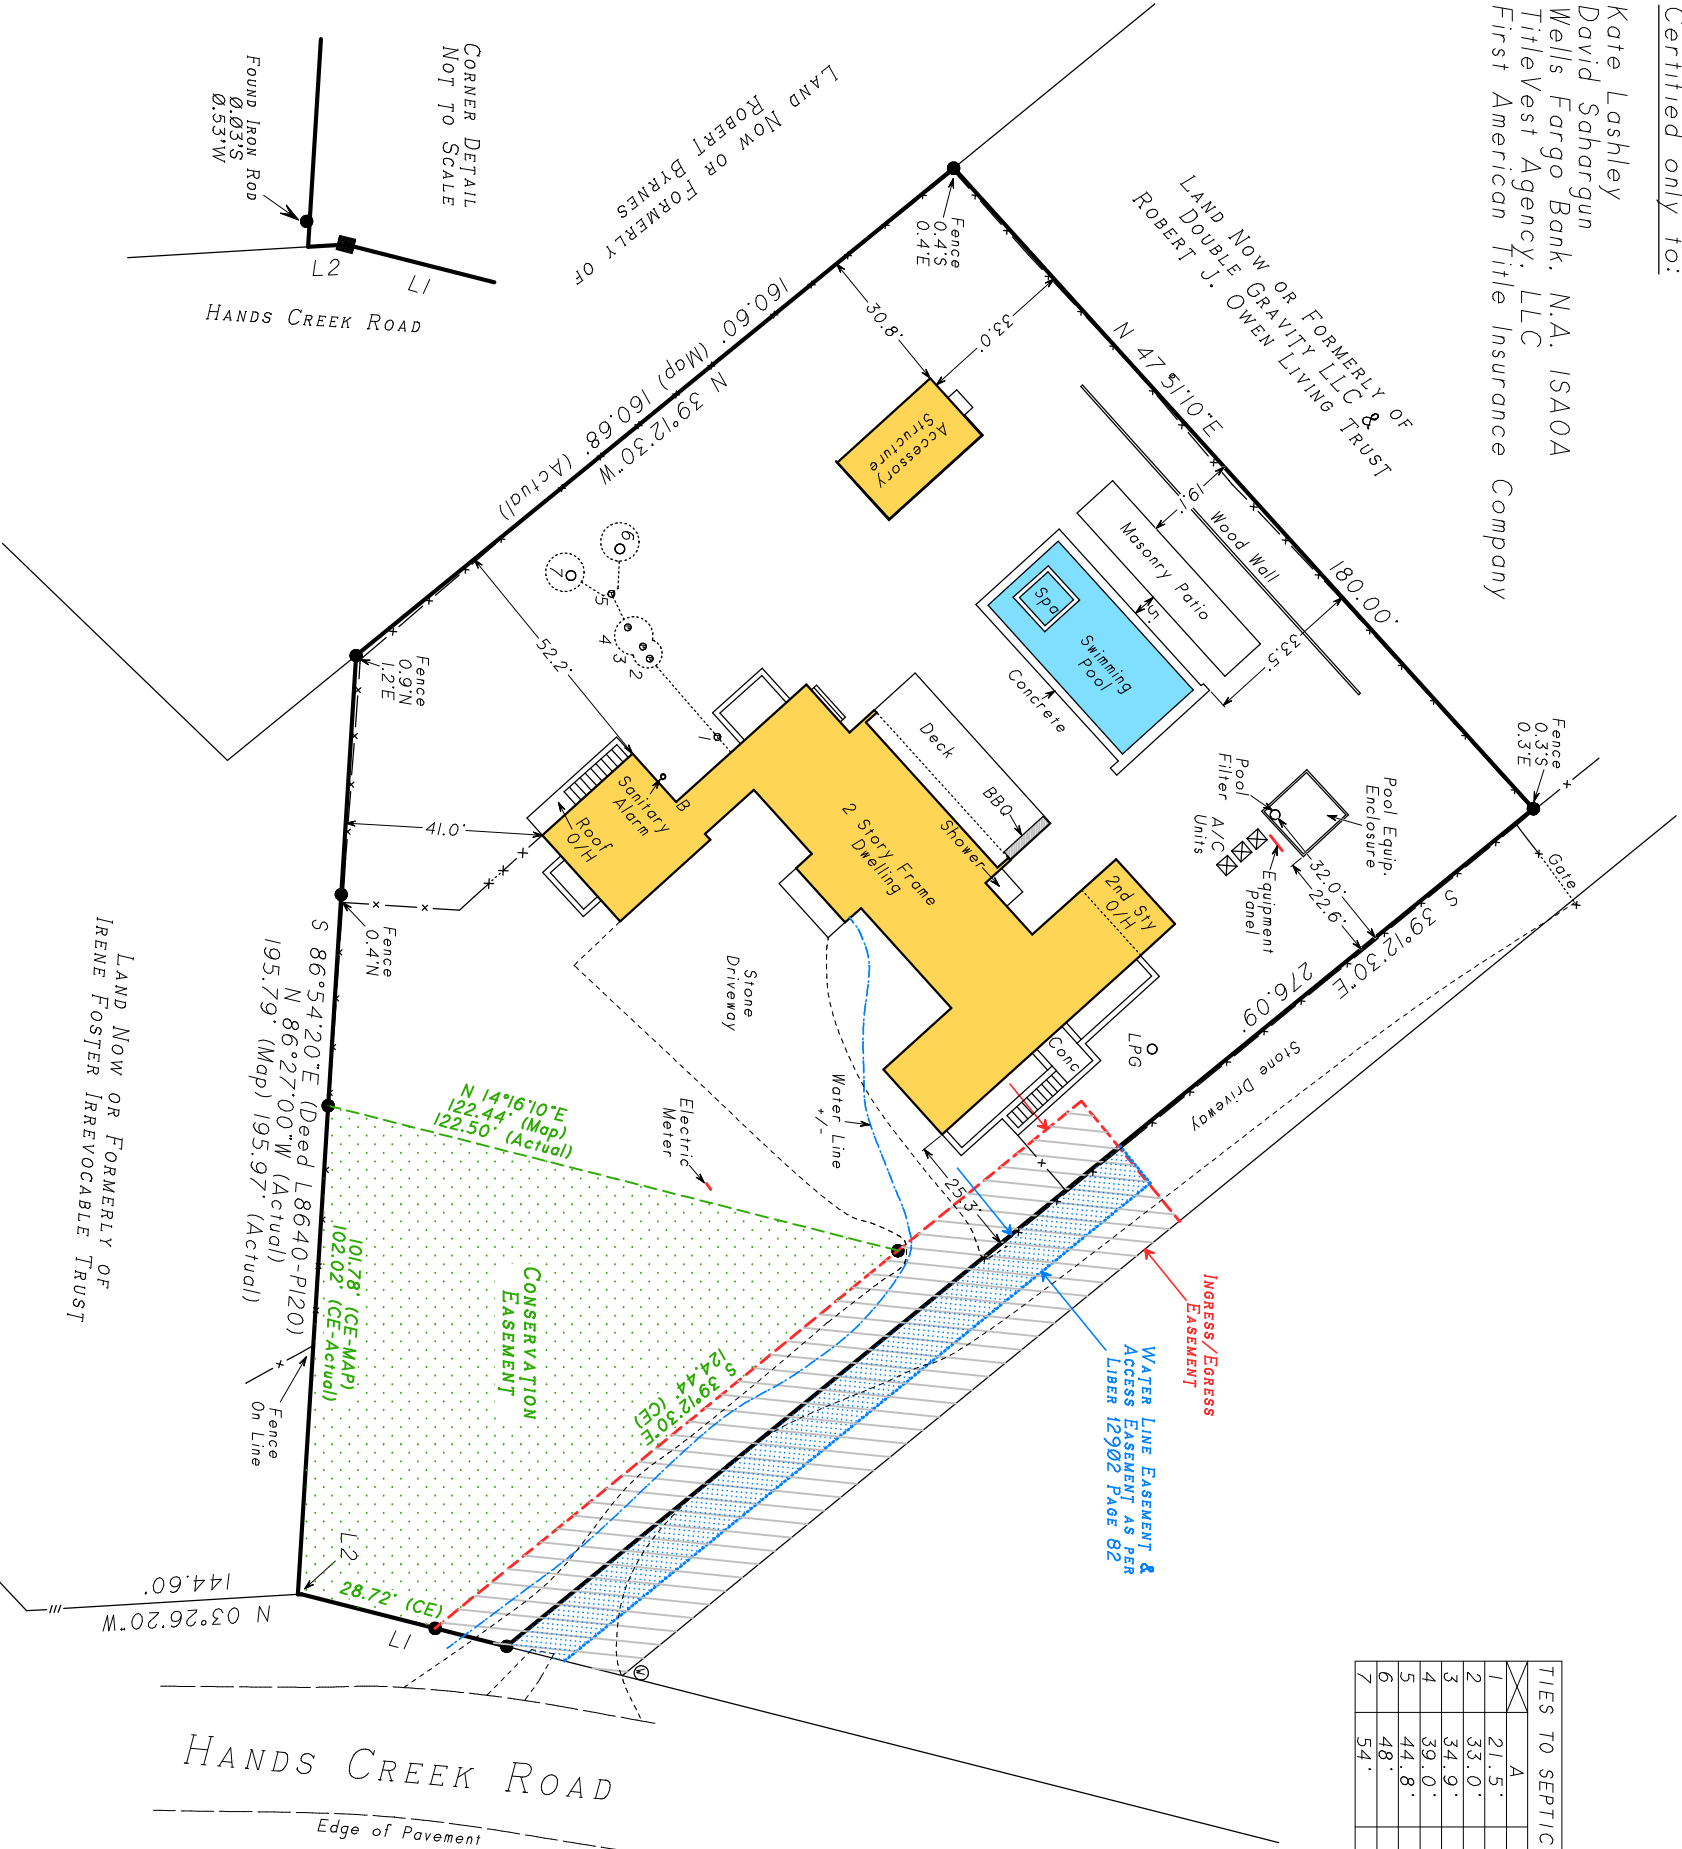 Certified only to:
Kate Lashley
David Sahargun
Wells Fargo Bank, N.A. ISAOA
TitleVest Agency, LLC
First American Title Insurance Company
CORNER DETAIL
NOT TO SCALE
FOUND IRON ROD
0.03'S
0.53'W
L2
L1
HANDS CREEK ROAD
LAND NOW OR FORMERLY OF
ROBERT BYRNES
LAND NOW OR FORMERLY OF
DOUBLE GRAVITY LLC &
ROBERT J. OWEN LIVING TRUST
Fence
0.4'S
0.4'E
30.8'
33.0'
N 47°51'10"E
180.00'
160.60' (Map) 160.68' (Actual)
N 39°12'30"W
Accessory
Structure
19.1'
Wood Wall
Masonry Patio
5'
Spa
Swimming
Pool
Concrete
33.5'
Fence
0.3'S
0.3'E
Pool Equip.
Enclosure
Pool
Filter
A/C
Units
Equipment
Panel
32.0'
22.6'
Gate
S 39°12'30"E
276.09'
Stone Driveway
6
7
5
4
3
2
1
52.2'
Fence
0.9'N
1.2'E
Deck
BBQ
Shower
2 Story Frame
Dwelling
2nd Sty
O/H
Sanitary
Alarm
B
Roof
O/H
41.0'
Fence
0.4'N
Stone
Driveway
Conc
LPG
Water Line
+/-
Electric
Meter
25.3'
S 86°54'20"E (Deed L8640-P120)
N 86°27'00"W (Actual)
195.79' (Map) 195.97' (Actual)
LAND NOW OR FORMERLY OF
IRENE FOSTER IRREVOCABLE TRUST
N 14°16'10"E
122.44' (Map)
122.50' (Actual)
101.78' (CE-MAP)
102.02' (CE-Actual)
CONSERVATION
EASEMENT
S 39°12'30"E
124.44' (CE)
28.72' (CE)
INGRESS/EGRESS
EASEMENT
WATER LINE EASEMENT &
ACCESS EASEMENT AS PER
LIBER 12902 PAGE 82
Fence
On Line
L2
L1
144.60'
N 03°26'20"W
W
HANDS CREEK ROAD
Edge of Pavement
TIES TO SEPTIC
A
1 21.5'
2 33.0'
3 34.9'
4 39.0'
5 44.8'
6 48'
7 54'